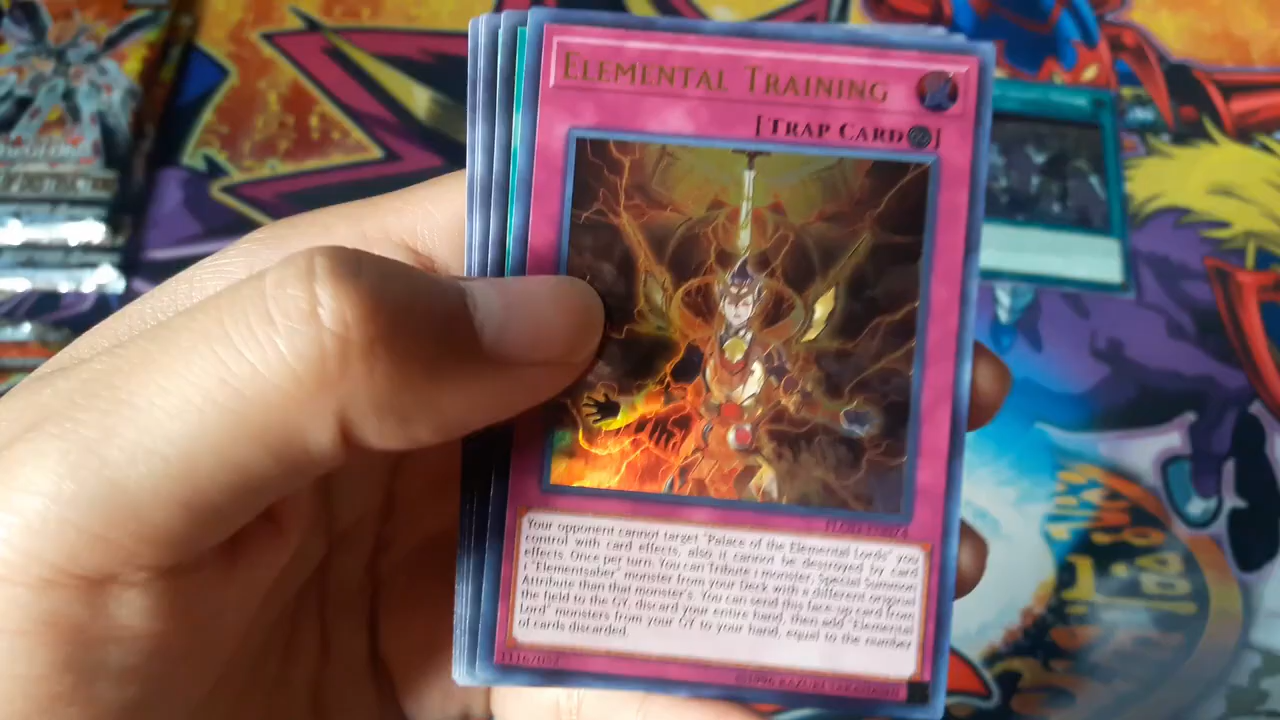 ELEMENTAL TRAINING
[TRAP CARD]
Your opponent cannot target "Palace of the Elemental Lords" you
control with card effects, also it cannot be destroyed by card
effects. Once per turn: You can Tribute 1 monster; Special Summon
1 "Elementsaber" monster from your Deck with a different original
Attribute than that monster's. You can send this face-up card from
the field to the GY; discard your entire hand, then add "Elemental
Lord" monsters from your GY to your hand, equal to the number
of cards discarded.
©1996 KAZUKI TAKAHASHI